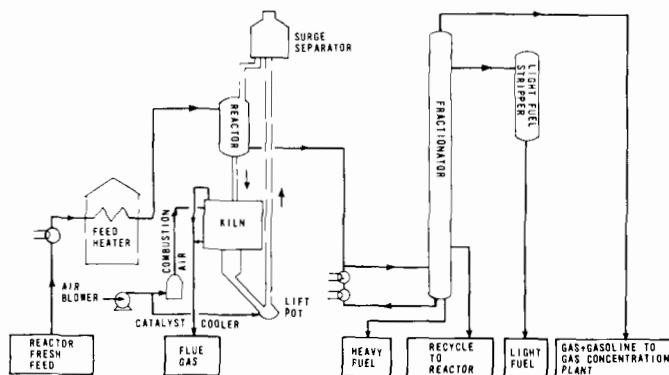 SURGE
SEPARATOR
REACTOR
FRACTIONATOR
LIGHT FUEL
STRIPPER
KILN
FEED
HEATER
COMBUSTION
AIR
AIR
BLOWER
LIFT
POT
CATALYST COOLER
REACTOR
FRESH
FEED
FLUE
GAS
HEAVY
FUEL
RECYCLE
TO
REACTOR
LIGHT
FUEL
GAS+GASOLINE TO
GAS CONCENTRATION
PLANT